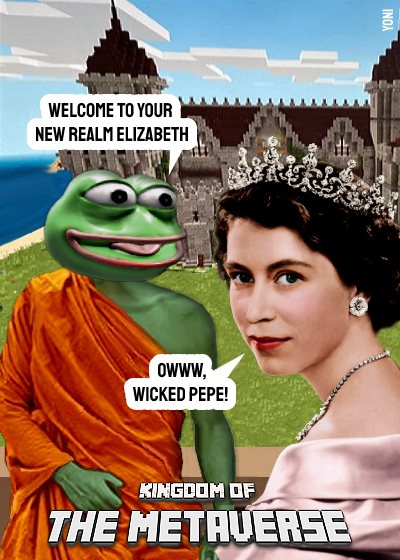 YONI
WELCOME TO YOUR
NEW REALM ELIZABETH
OWWW,
WICKED PEPE!
KINGDOM OF
THE METAVERSE